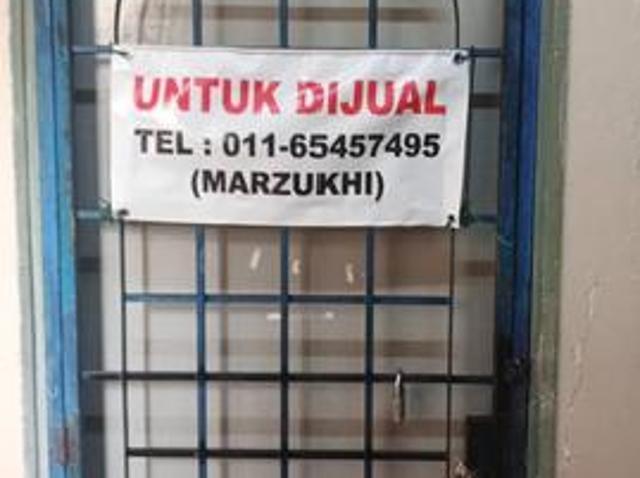 UNTUK DIJUAL
TEL : 011-65457495
(MARZUKHI)